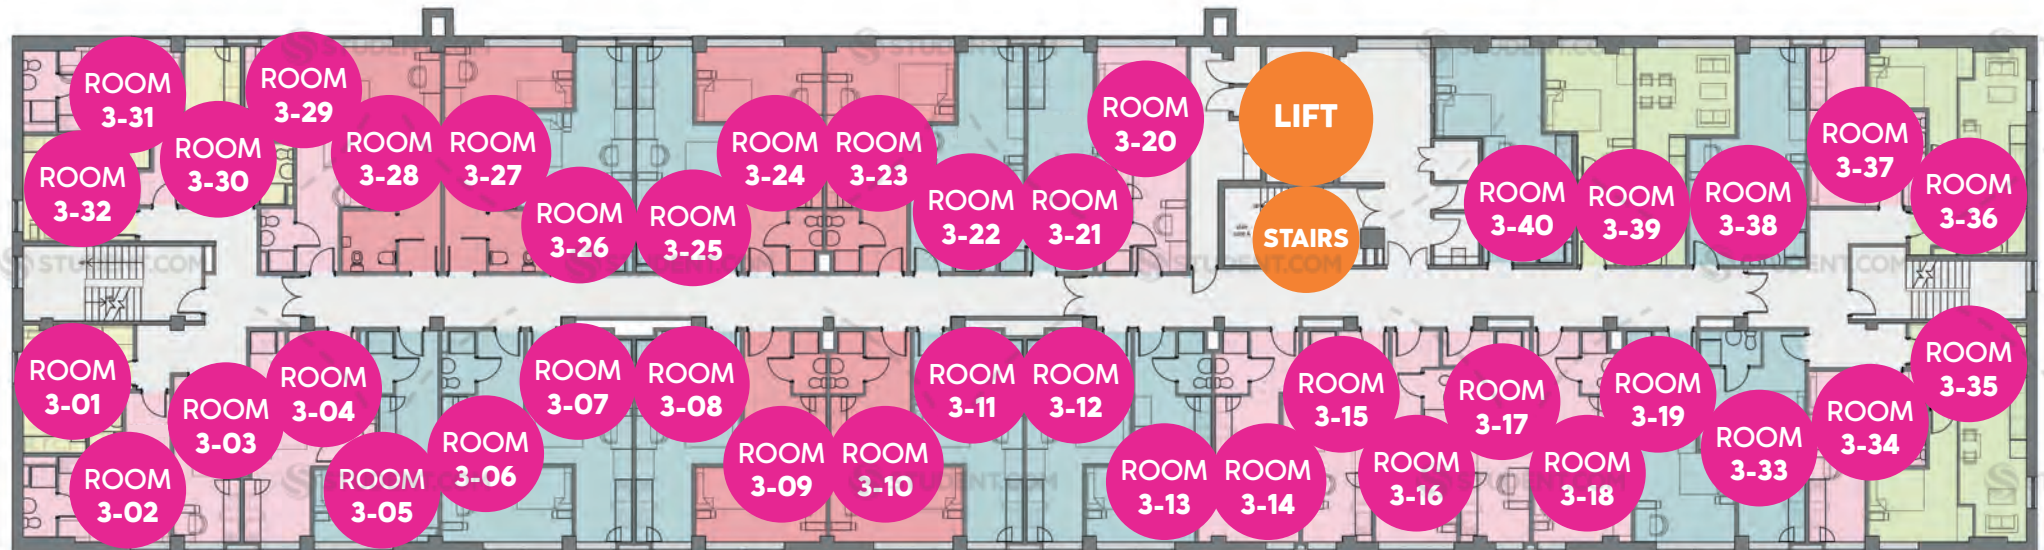 ROOM
3-31
ROOM
3-29
ROOM
3-30
ROOM
3-32
ROOM
3-28
ROOM
3-27
ROOM
3-26
ROOM
3-25
ROOM
3-24
ROOM
3-23
ROOM
3-22
ROOM
3-21
ROOM
3-20
LIFT
STAIRS
ROOM
3-40
ROOM
3-39
ROOM
3-38
ROOM
3-37
ROOM
3-36
ROOM
3-01
ROOM
3-02
ROOM
3-03
ROOM
3-04
ROOM
3-05
ROOM
3-06
ROOM
3-07
ROOM
3-08
ROOM
3-09
ROOM
3-10
ROOM
3-11
ROOM
3-12
ROOM
3-13
ROOM
3-14
ROOM
3-15
ROOM
3-16
ROOM
3-17
ROOM
3-18
ROOM
3-19
ROOM
3-33
ROOM
3-34
ROOM
3-35
STUDENT.COM